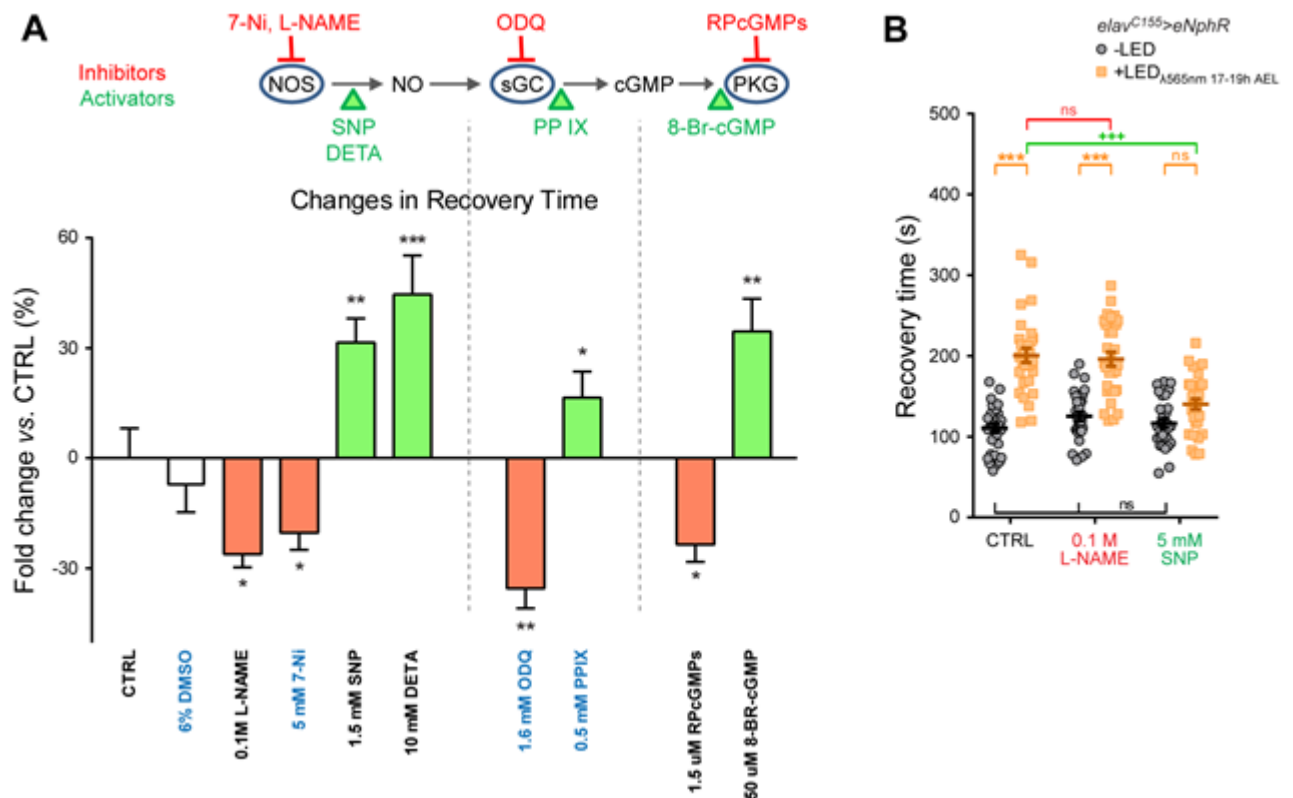 A
7-Ni, L-NAME
ODQ
RPcGMPs
Inhibitors
Activators
NOS
NO
sGC
cGMP
PKG
SNP
DETA
PP IX
8-Br-cGMP
Changes in Recovery Time
Fold change vs. CTRL (%)
60
30
0
-30
**
***
*
**
*
*
**
*
CTRL
6% DMSO
0.1M L-NAME
5 mM 7-Ni
1.5 mM SNP
10 mM DETA
1.6 mM ODQ
0.5 mM PPIX
1.5 uM RPcGMPs
50 uM 8-BR-cGMP
B
elavC155>eNphR
-LED
+LEDλ565nm 17-19h AEL
Recovery time (s)
500
400
300
200
100
0
ns
+++
***
***
ns
ns
CTRL
0.1 M
L-NAME
5 mM
SNP